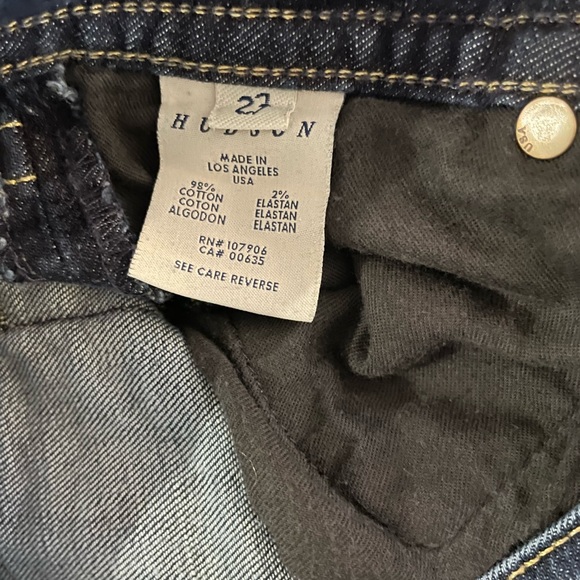 27
HUDSON
MADE IN
LOS ANGELES
USA
98%
COTTON
COTON
ALGODON
2%
ELASTAN
ELASTAN
ELASTAN
RN# 107906
CA# 00635
SEE CARE REVERSE
USA